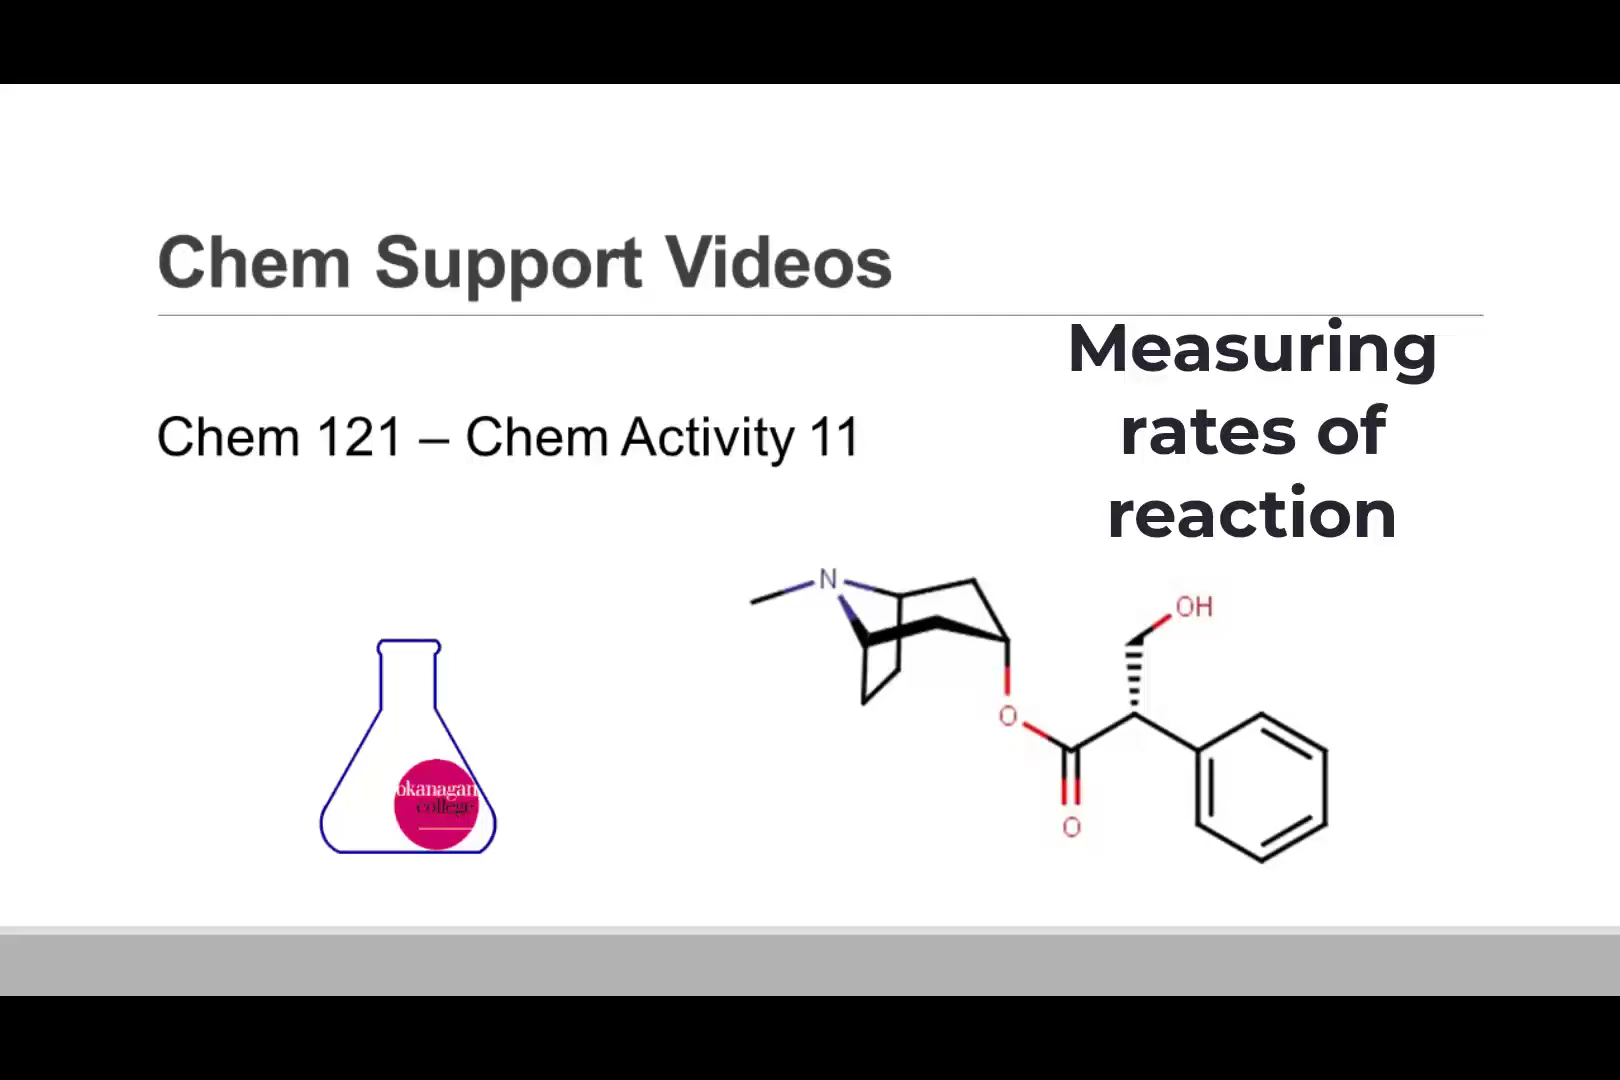 Chem Support Videos
Measuring
rates of
reaction
Chem 121 – Chem Activity 11
N
OH
O
O
okanagan
college